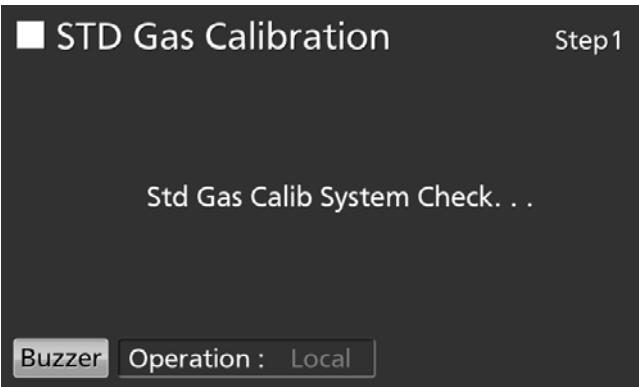 STD Gas Calibration
Step1
Std Gas Calib System Check. . .
Buzzer
Operation : Local